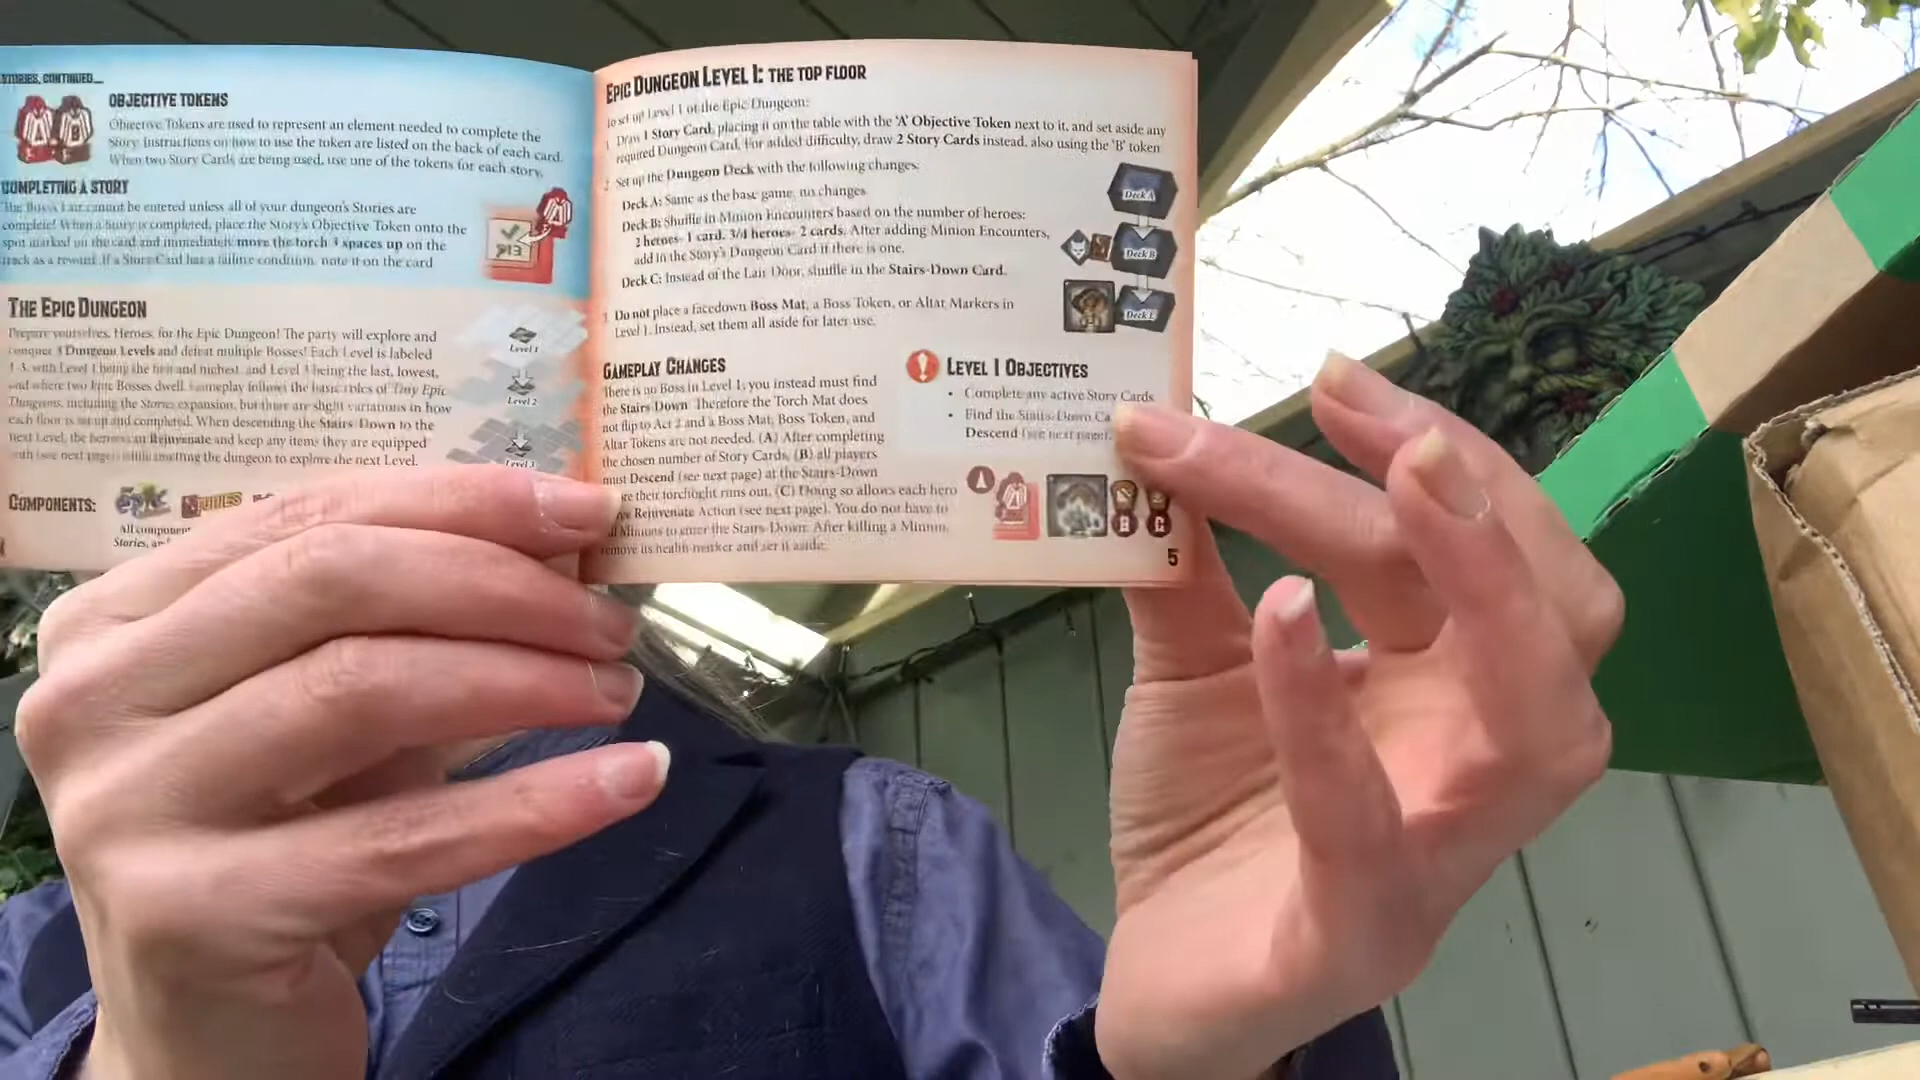 STORIES, CONTINUED...
OBJECTIVE TOKENS
Objective Tokens are used to represent an element needed to complete the
Story. Instructions on how to use the token are listed on the back of each card.
When two Story Cards are being used, use one of the tokens for each story.
COMPLETING A STORY
The Boss's Lair cannot be entered unless all of your dungeon's Stories are
complete! When a Story is completed, place the Story's Objective Token onto the
spot marked on the card and immediately move the torch 3 spaces up on the
track as a reward. If a Story Card has a failure condition, note it on the card
THE EPIC DUNGEON
Prepare yourselves, Heroes, for the Epic Dungeon! The party will explore and
conquer 3 Dungeon Levels and defeat multiple Bosses! Each Level is labeled
1-3, with Level 1 being the first and highest, and Level 3 being the last, lowest,
and where two Epic Bosses dwell. Gameplay follows the basic rules of Tiny Epic
Dungeons, including the Stories expansion, but there are slight variations in how
each floor is set up and completed. When descending the Stairs-Down to the
next Level, the heroes can Rejuvenate and keep any items they are equipped
with (see next page) while resetting the dungeon to explore the next Level.
Level 1
Level 2
Level 3
COMPONENTS:
EPIC
STORIES
All component
Stories, an
EPIC DUNGEON LEVEL 1: THE TOP FLOOR
To set up Level 1 of the Epic Dungeon:
1. Draw 1 Story Card, placing it on the table with the 'A' Objective Token next to it, and set aside any
required Dungeon Card. For added difficulty, draw 2 Story Cards instead, also using the 'B' token
2. Set up the Dungeon Deck with the following changes:
Deck A: Same as the base game, no changes.
Deck B: Shuffle in Minion Encounters based on the number of heroes:
2 heroes- 1 card. 3/4 heroes- 2 cards. After adding Minion Encounters,
add in the Story's Dungeon Card if there is one.
Deck C: Instead of the Lair Door, shuffle in the Stairs-Down Card.
3. Do not place a facedown Boss Mat, a Boss Token, or Altar Markers in
Level 1. Instead, set them all aside for later use.
Deck A
Deck B
Deck C
GAMEPLAY CHANGES
There is no Boss in Level 1, you instead must find
the Stairs-Down. Therefore the Torch Mat does
not flip to Act 2 and a Boss Mat, Boss Token, and
Altar Tokens are not needed. (A) After completing
the chosen number of Story Cards, (B) all players
must Descend (see next page) at the Stairs-Down
re their torchlight runs out. (C) Doing so allows each hero
Rejuvenate Action (see next page). You do not have to
Minions to enter the Stairs-Down. After killing a Minion,
remove its health marker and set it aside.
LEVEL 1 OBJECTIVES
• Complete any active Story Cards
• Find the Stairs-Down Ca
Descend (see next page).
A
B
C
5